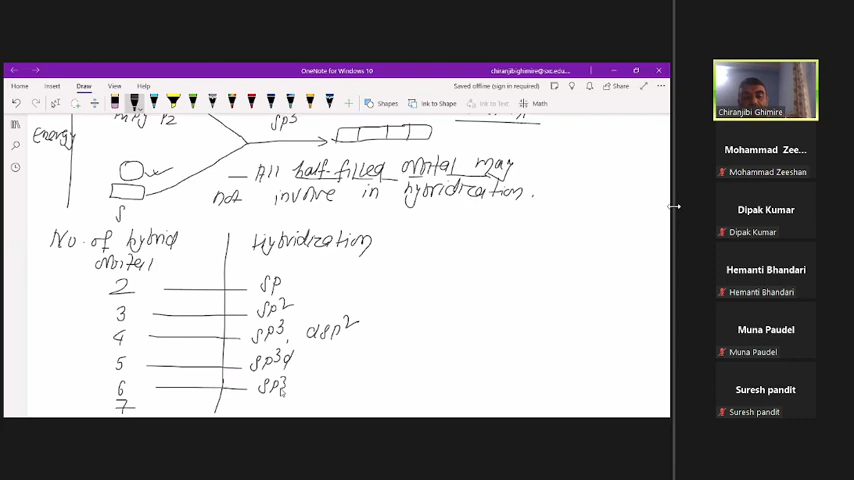 OneNote for Windows 10
chiranjibighimire@sxc.edu...
Home Insert Draw View Help
Saved offline (sign in required)
Share
Shapes
Ink to Shape
Ink to Text
Math
Energy
sp3
— All half-filled orbital may
not involve in hybridization.
s
No. of hybrid
orbital
Hybridization
2 sp
3 sp2
4 sp3, dsp2
5 sp3d
6 sp3
7
Chiranjibi Ghimire
Mohammad Zee...
Mohammad Zeeshan
Dipak Kumar
Dipak Kumar
Hemanti Bhandari
Hemanti Bhandari
Muna Paudel
Muna Paudel
Suresh pandit
Suresh pandit